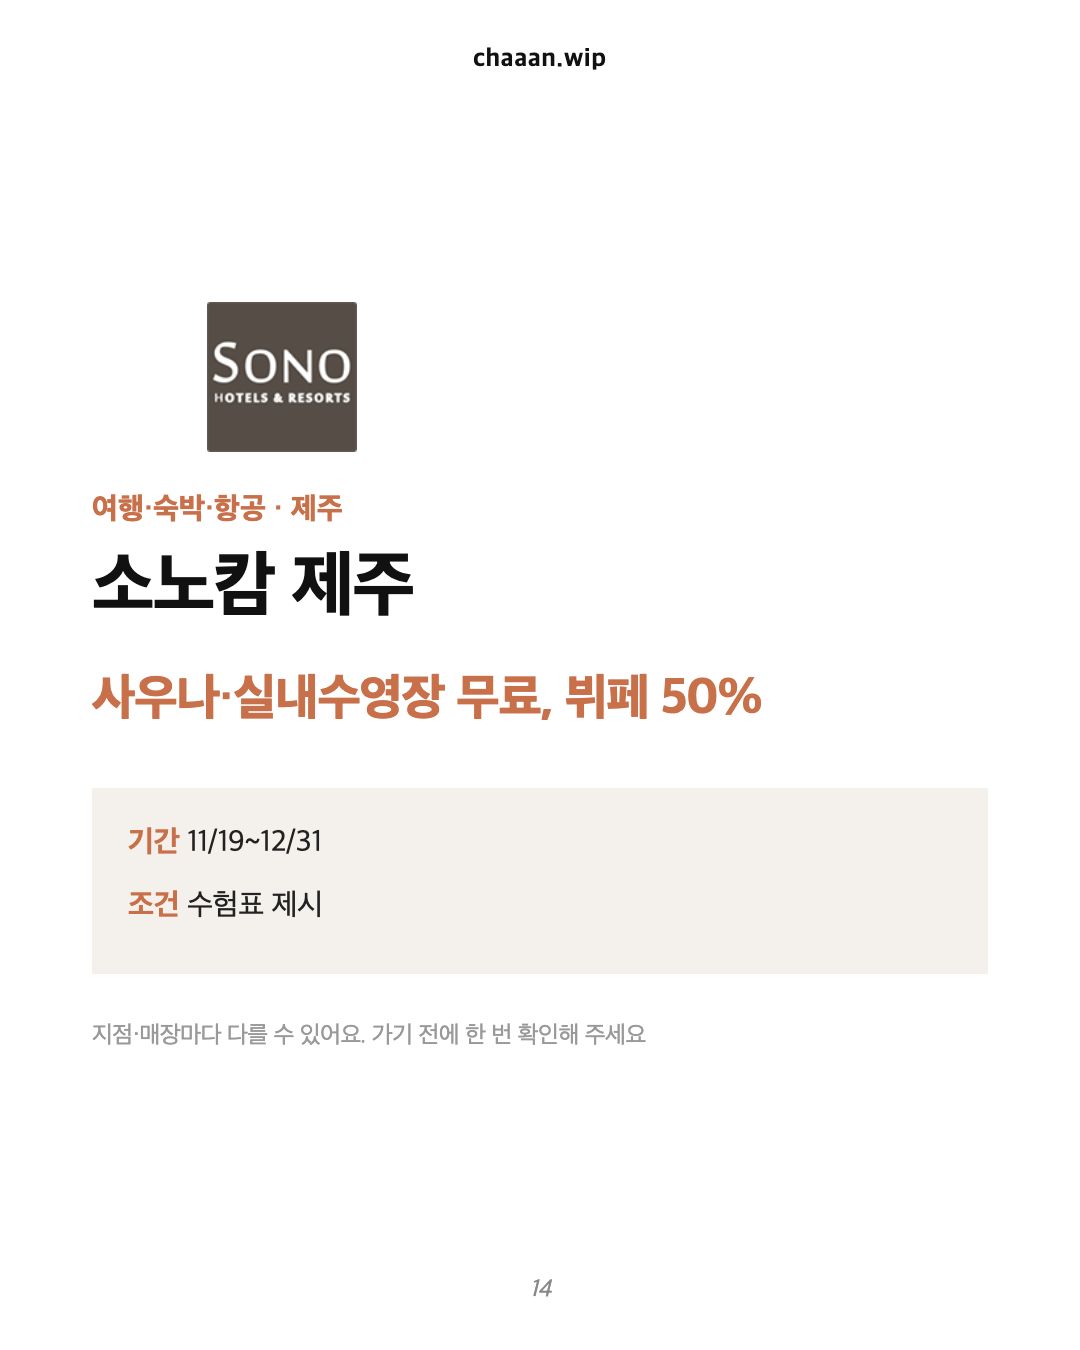 chaaan.wip
SONO
HOTELS & RESORTS
여행·숙박·항공 · 제주
소노캄 제주
사우나·실내수영장 무료, 뷔페 50%
기간 11/19~12/31
조건 수험표 제시
지점·매장마다 다를 수 있어요. 가기 전에 한 번 확인해 주세요
14